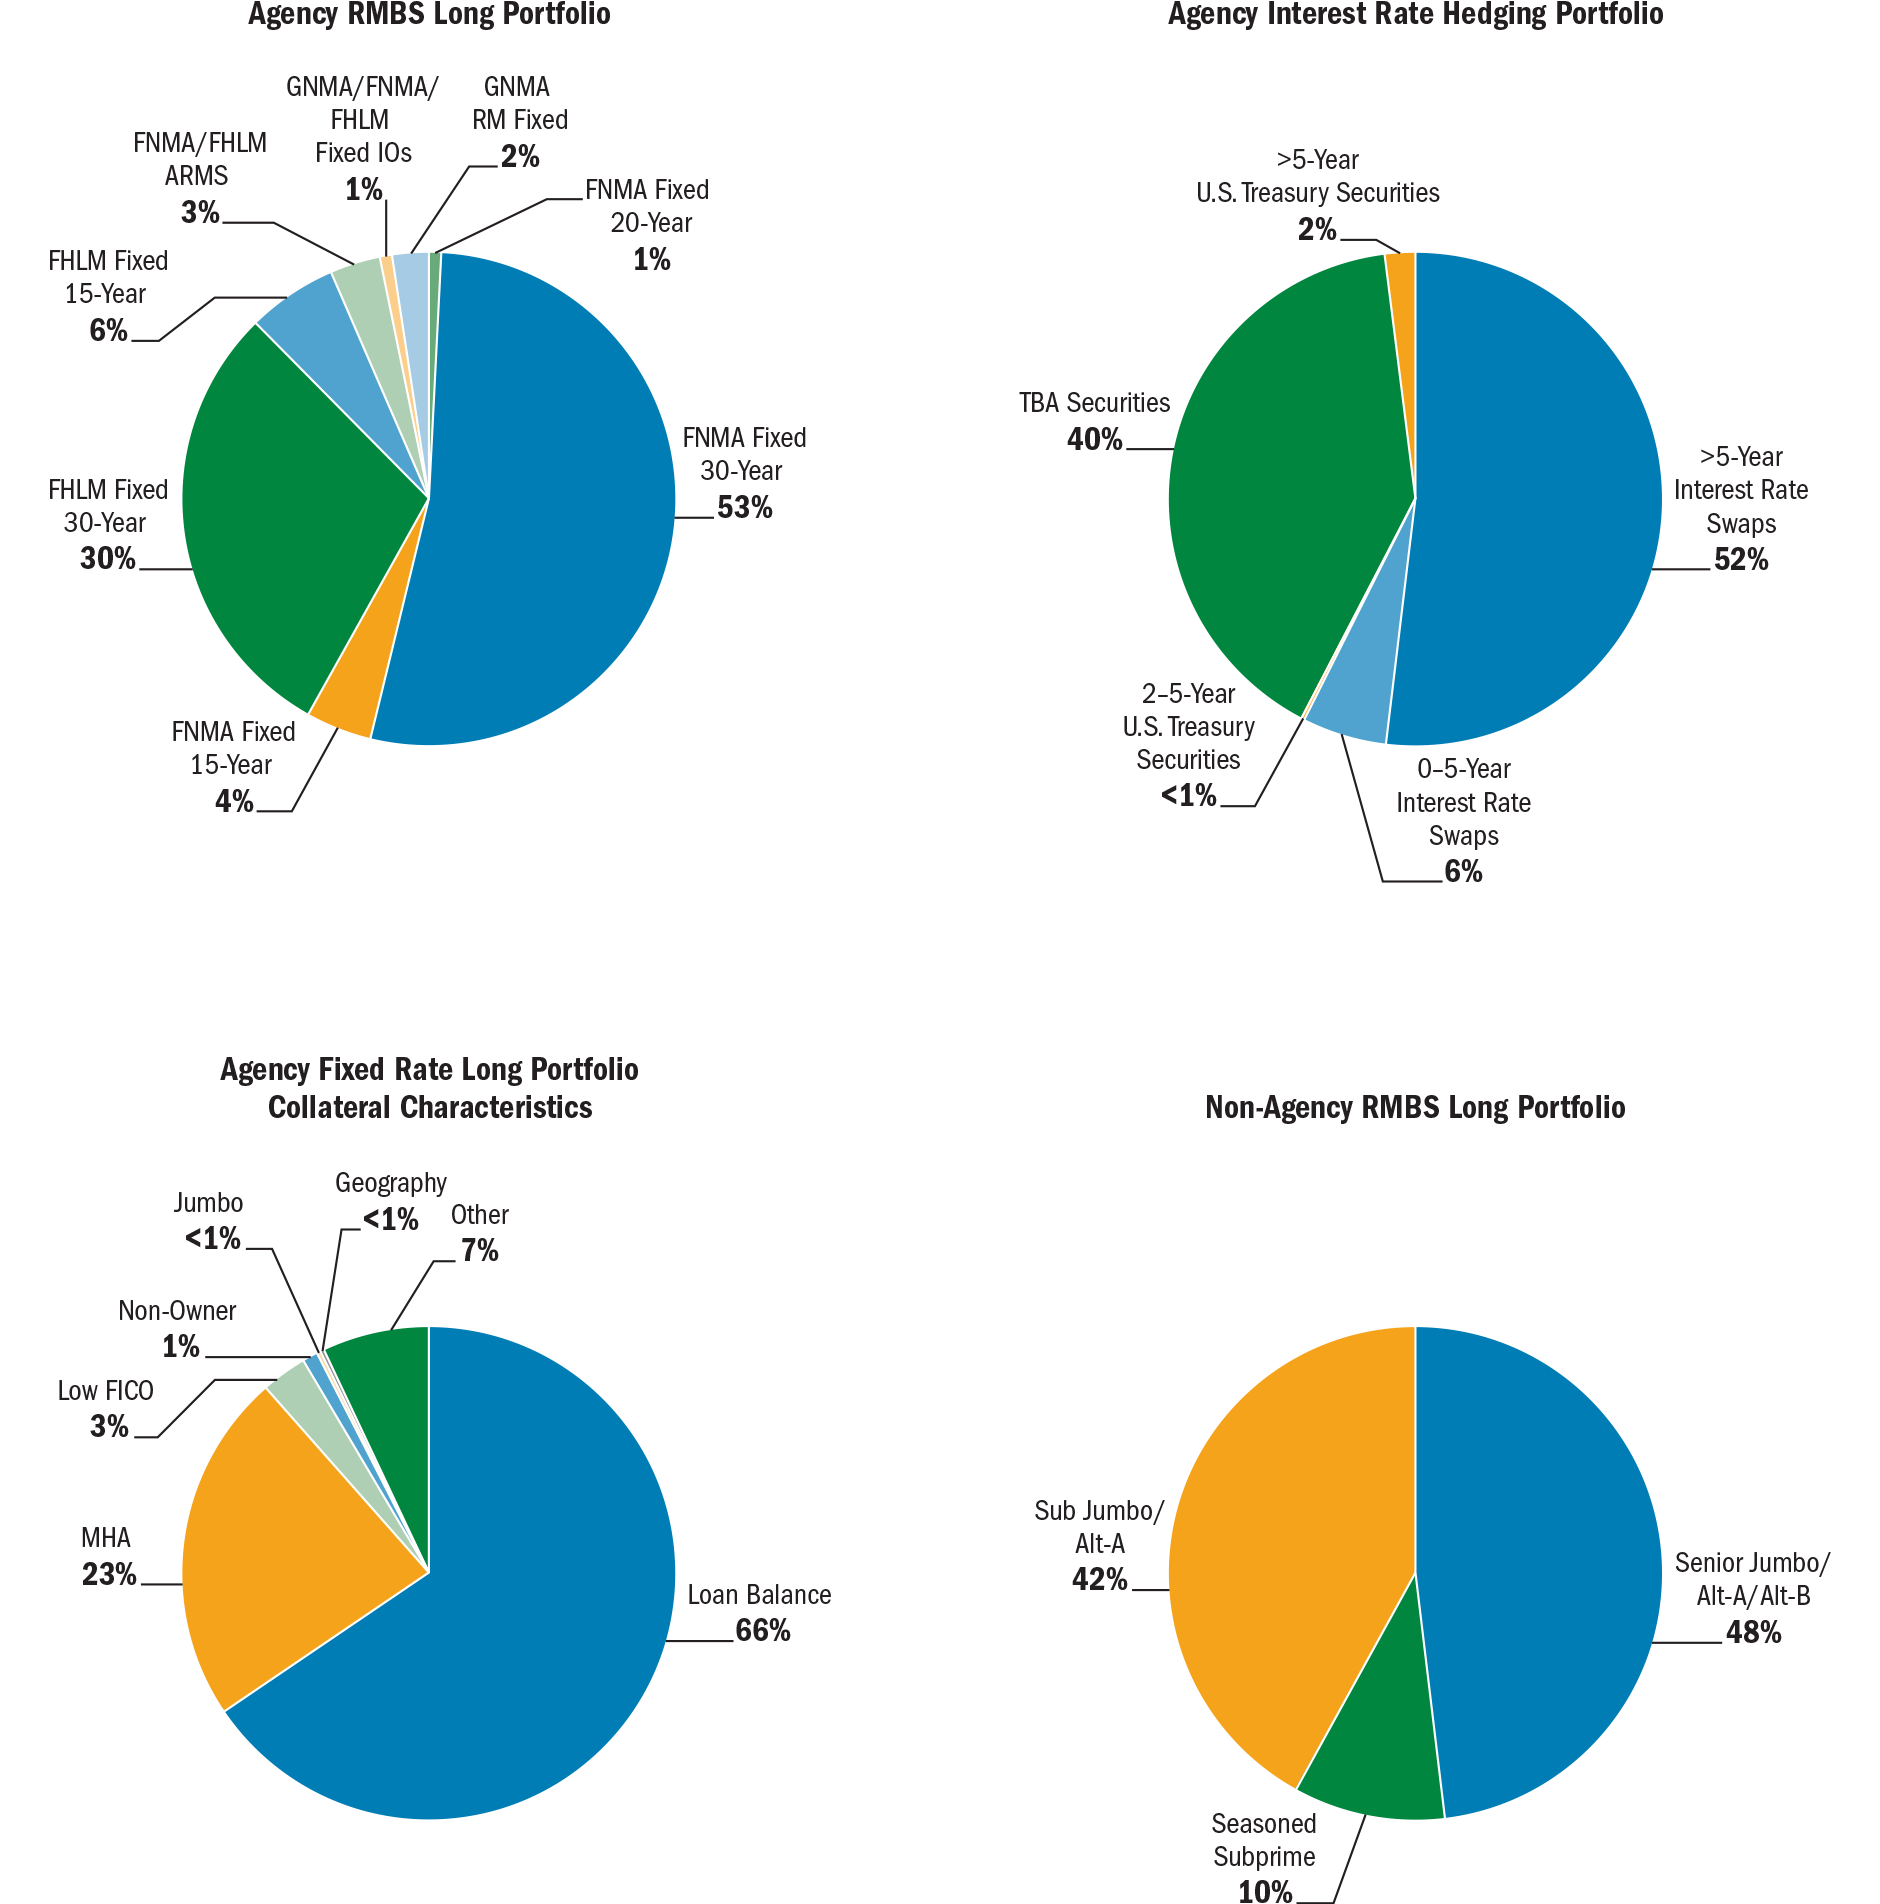 Agency RMBS Long Portfolio
GNMA/FNMA/
FHLM
Fixed IOs
1%
GNMA
RM Fixed
2%
FNMA/FHLM
ARMS
3%
FNMA Fixed
20-Year
1%
FHLM Fixed
15-Year
6%
FNMA Fixed
30-Year
53%
FHLM Fixed
30-Year
30%
FNMA Fixed
15-Year
4%
Agency Interest Rate Hedging Portfolio
>5-Year
U.S. Treasury Securities
2%
TBA Securities
40%
>5-Year
Interest Rate
Swaps
52%
2–5-Year
U.S. Treasury
Securities
<1%
0–5-Year
Interest Rate
Swaps
6%
Agency Fixed Rate Long Portfolio
Collateral Characteristics
Geography
<1%
Jumbo
<1%
Other
7%
Non-Owner
1%
Low FICO
3%
MHA
23%
Loan Balance
66%
Non-Agency RMBS Long Portfolio
Sub Jumbo/
Alt-A
42%
Senior Jumbo/
Alt-A/Alt-B
48%
Seasoned
Subprime
10%